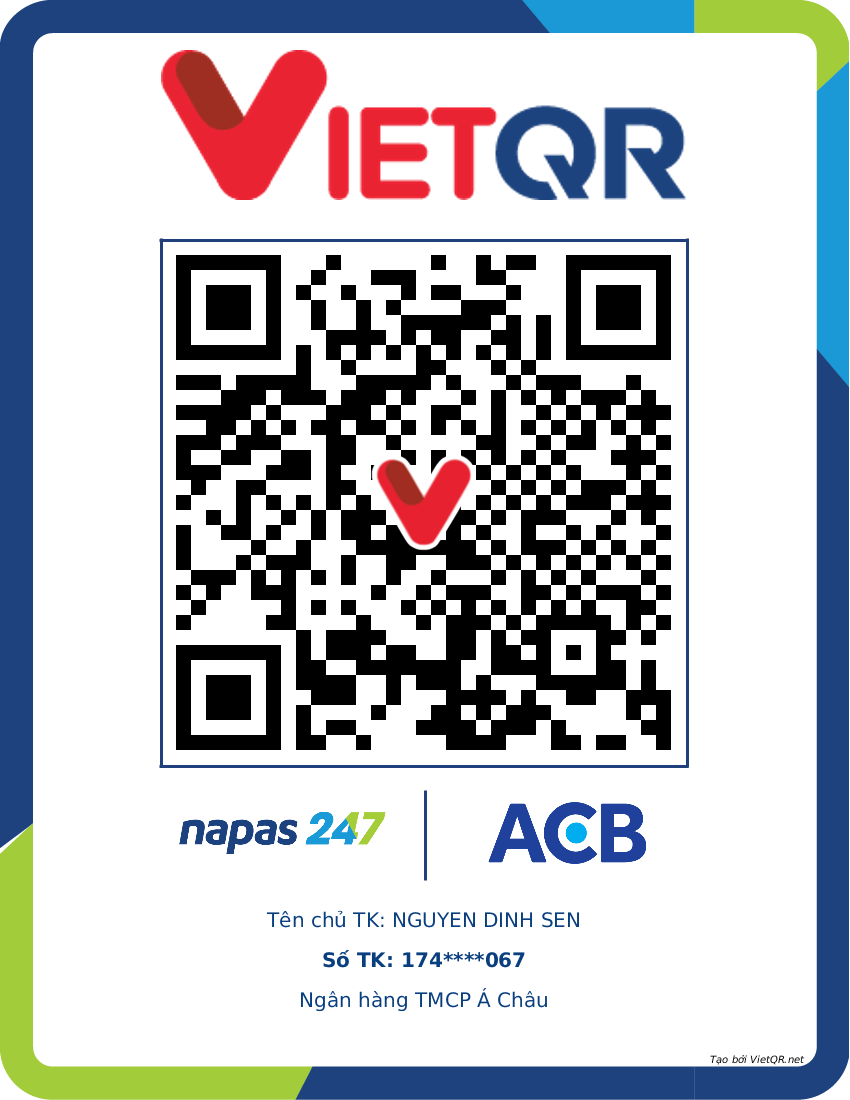 VIETQR
napas 247
ACB
Tên chủ TK: NGUYEN DINH SEN
Số TK: 174****067
Ngân hàng TMCP Á Châu
Tạo bởi VietQR.net